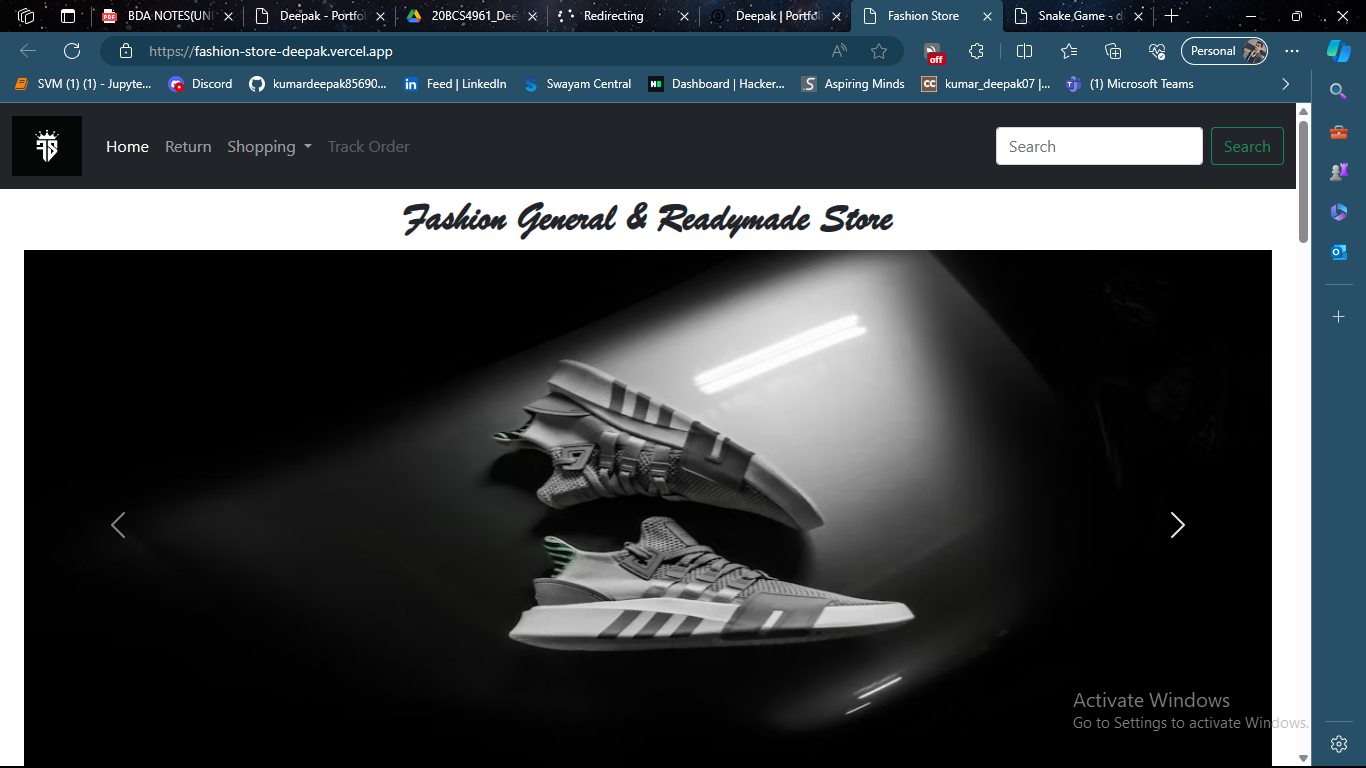 BDA NOTES(UNI
Deepak - Portfol
20BCS4961_Dee
Redirecting
Deepak | Portfoli
Fashion Store
Snake Game - d
https://fashion-store-deepak.vercel.app
off
Personal
SVM (1) (1) - Jupyte...
Discord
kumardeepak85690...
Feed | LinkedIn
Swayam Central
Dashboard | Hacker...
Aspiring Minds
kumar_deepak07 |...
(1) Microsoft Teams
Home
Return
Shopping
Track Order
Search
Search
Fashion General & Readymade Store
Activate Windows
Go to Settings to activate Windows.